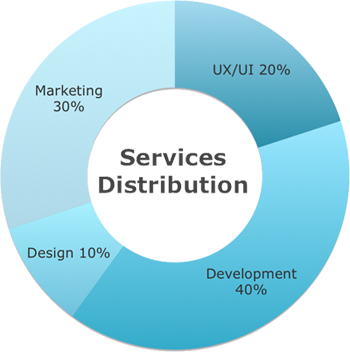 UX/UI 20%
Marketing
30%
Services
Distribution
Design 10%
Development
40%